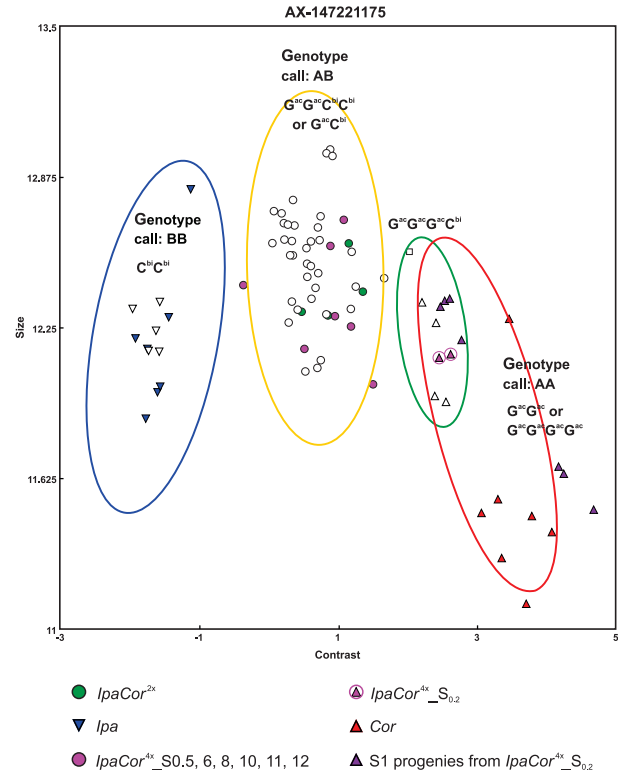 AX-147221175
13,5
12.875
12.25
11.625
11
Size
-3
-1
1
3
5
Contrast
Genotype
call: AB
GᵃᶜGᵃᶜCᵇⁱCᵇⁱ
or GᵃᶜCᵇⁱ
Genotype
call: BB
CᵇⁱCᵇⁱ
GᵃᶜGᵃᶜGᵃᶜCᵇⁱ
Genotype
call: AA
GᵃᶜGᵃᶜ or
GᵃᶜGᵃᶜGᵃᶜGᵃᶜ
IpaCor²ˣ
Ipa
IpaCor⁴ˣ_S0.5, 6, 8, 10, 11, 12
IpaCor⁴ˣ_S₀.₂
Cor
S1 progenies from IpaCor⁴ˣ_S₀.₂